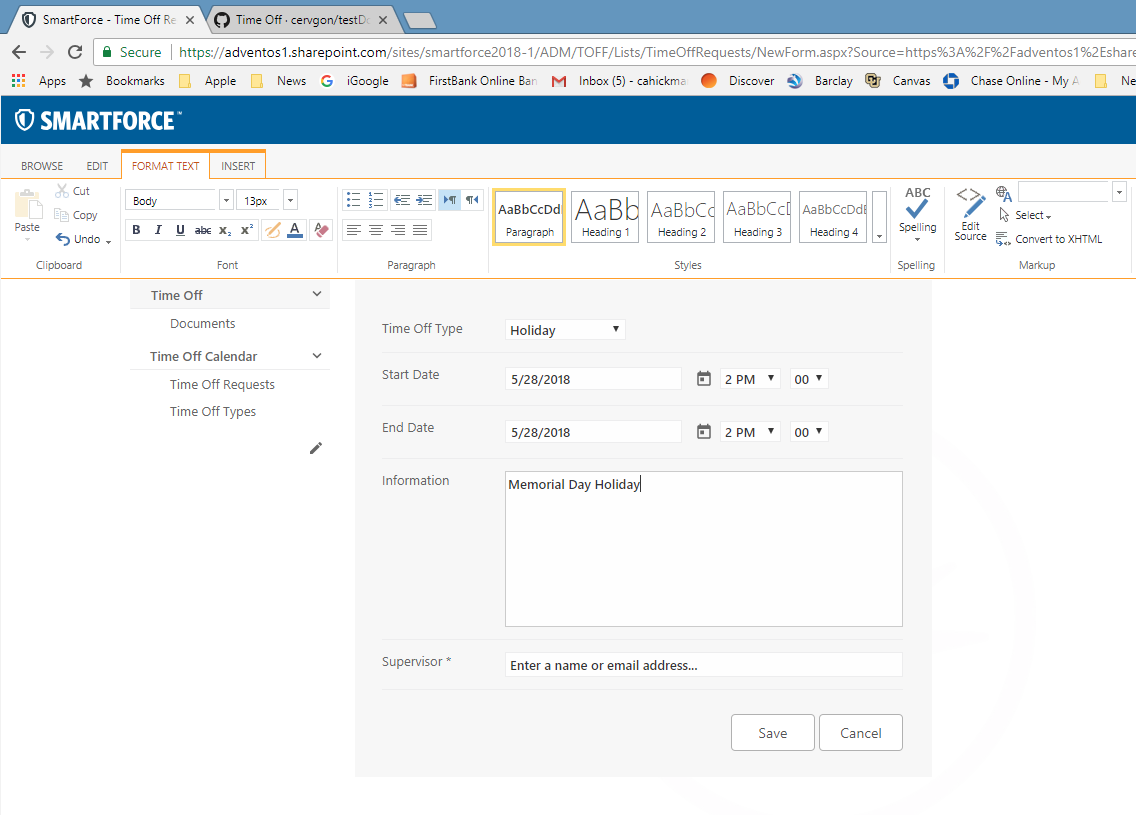 SmartForce - Time Off Re
Time Off · cervgon/testDo
Secure https://adventos1.sharepoint.com/sites/smartforce2018-1/ADM/TOFF/Lists/TimeOffRequests/NewForm.aspx?Source=https%3A%2F%2Fadventos1%2Eshare
Apps Bookmarks Apple News iGoogle FirstBank Online Ban Inbox (5) - cahickma Discover Barclay Canvas Chase Online - My A Ne
SMARTFORCE™
BROWSE EDIT FORMAT TEXT INSERT
Paste
Cut
Copy
Undo
Clipboard
Body 13px
B I U abc x₂ x² A
Font
Paragraph
AaBbCcDdI AaBb AaBbCc AaBbCcD AaBbCcDdE
Paragraph Heading 1 Heading 2 Heading 3 Heading 4
Styles
ABC
Spelling
Spelling
Edit
Source
Select
Convert to XHTML
Markup
Time Off
Documents
Time Off Calendar
Time Off Requests
Time Off Types
Time Off Type Holiday
Start Date 5/28/2018 2 PM 00
End Date 5/28/2018 2 PM 00
Information Memorial Day Holiday
Supervisor * Enter a name or email address...
Save Cancel